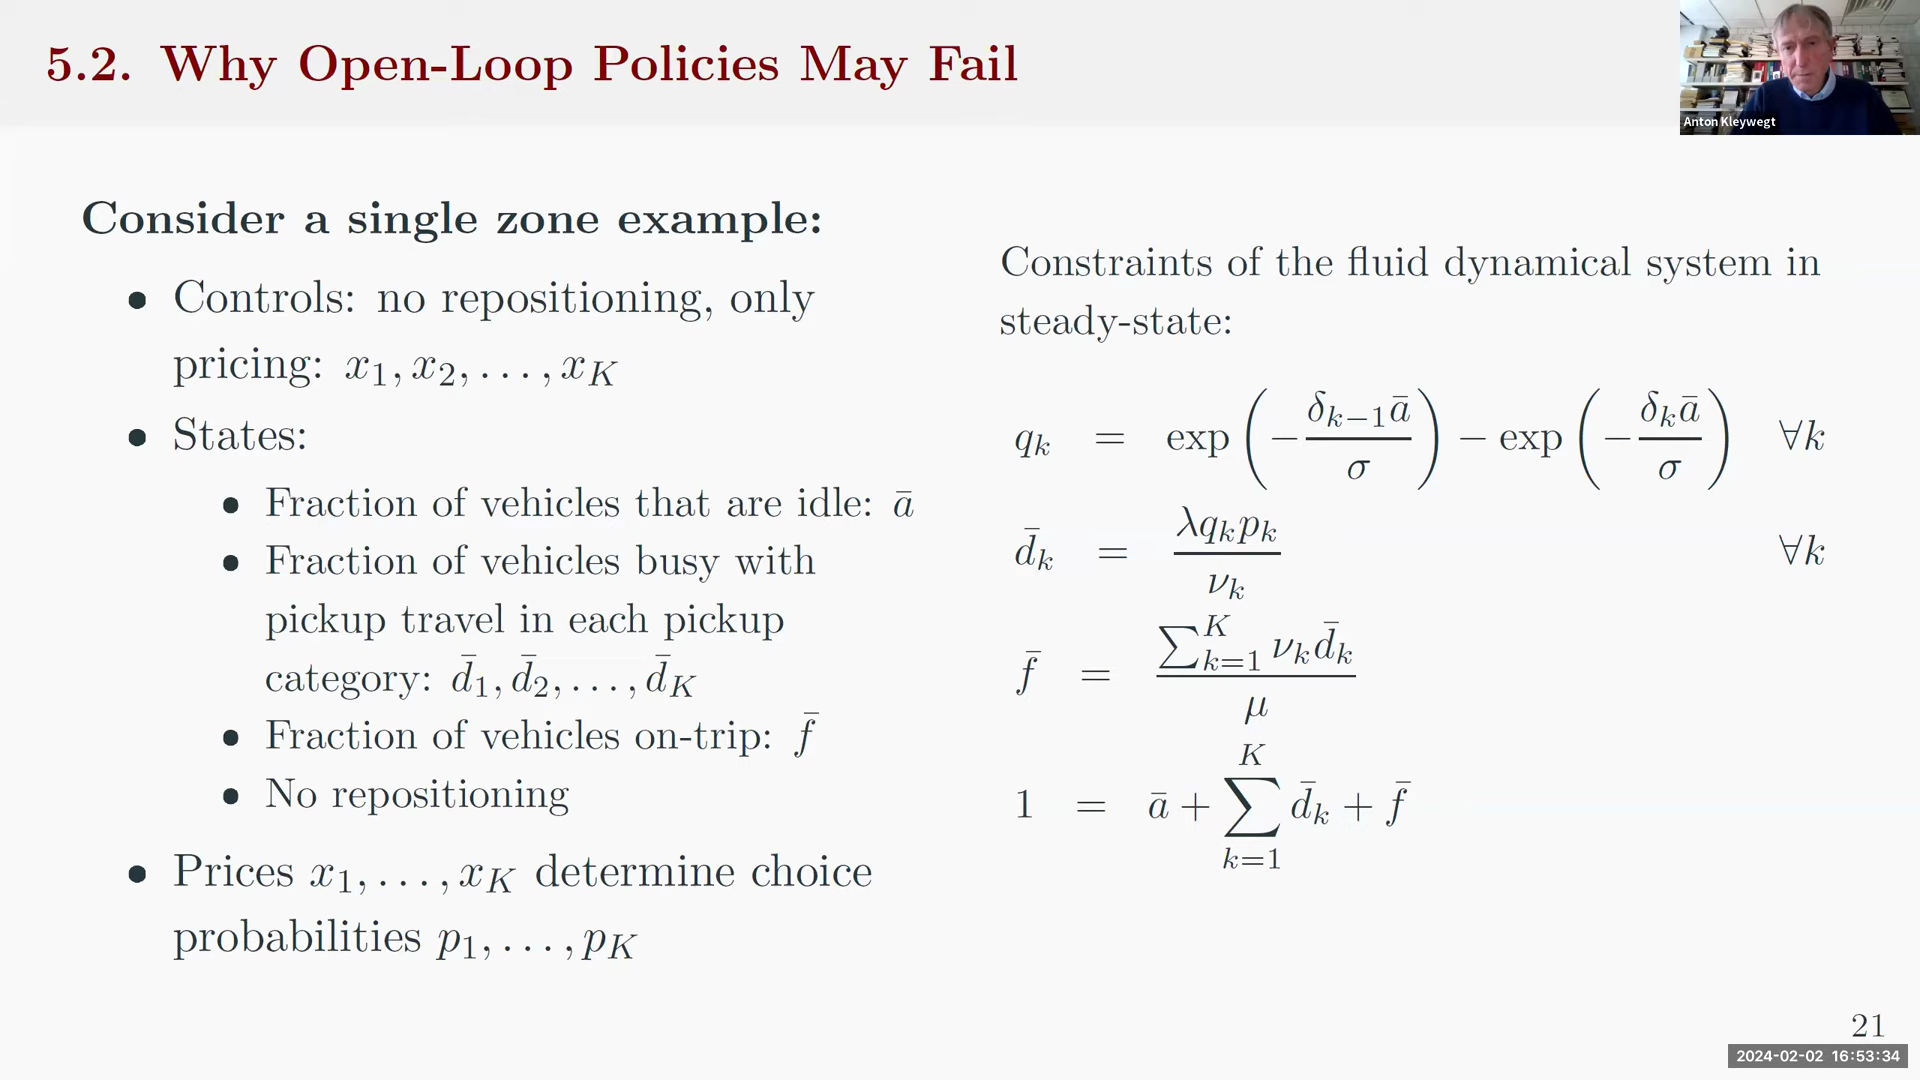 5.2. Why Open-Loop Policies May Fail
Anton Kleywegt
Consider a single zone example:
• Controls: no repositioning, only
pricing: x_1, x_2, . . . , x_K
• States:
• Fraction of vehicles that are idle: ā
• Fraction of vehicles busy with
pickup travel in each pickup
category: d̄_1, d̄_2, . . . , d̄_K
• Fraction of vehicles on-trip: f̄
• No repositioning
• Prices x_1, . . . , x_K determine choice
probabilities p_1, . . . , p_K
Constraints of the fluid dynamical system in
steady-state:
q_k = exp(−δ_{k−1}ā/σ) − exp(−δ_kā/σ) ∀k
d̄_k = λq_kp_k/ν_k ∀k
f̄ = ∑_{k=1}^K ν_kd̄_k/μ
1 = ā + ∑_{k=1}^K d̄_k + f̄
21
2024-02-02 16:53:34